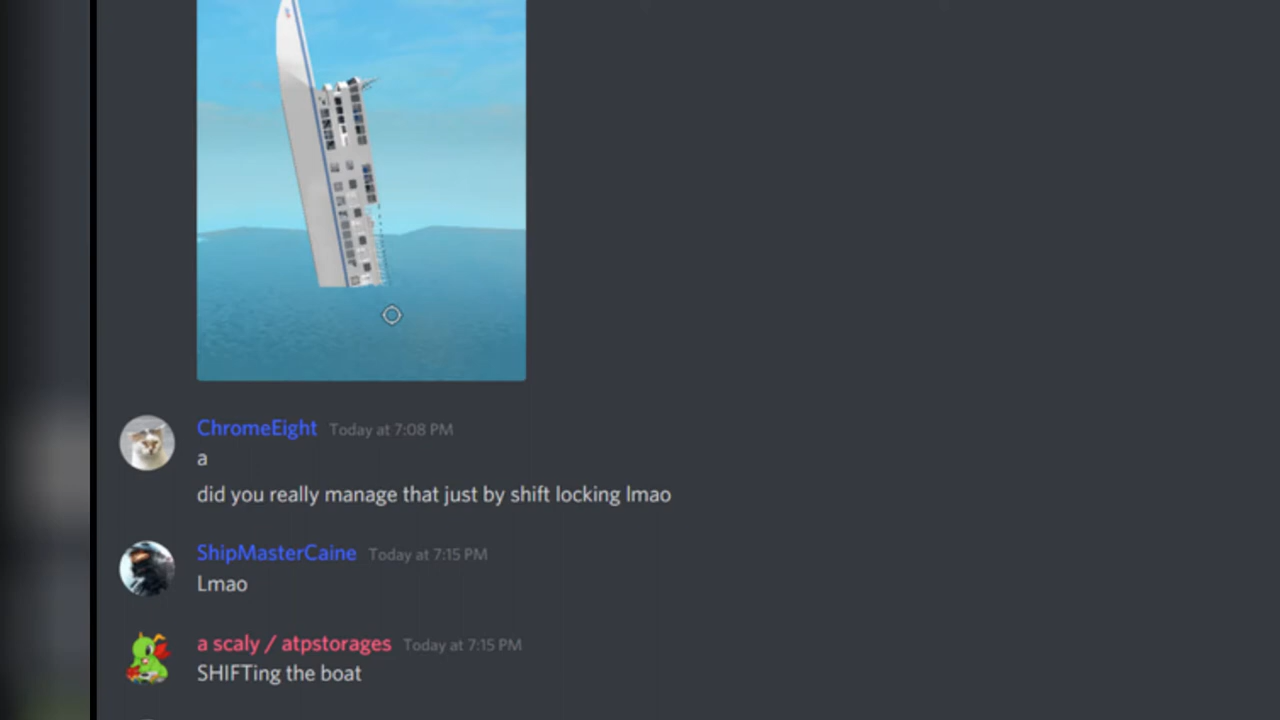 ChromeEight Today at 7:08 PM
a
did you really manage that just by shift locking lmao
ShipMasterCaine Today at 7:15 PM
Lmao
a scaly / atpstorages Today at 7:15 PM
SHIFTing the boat